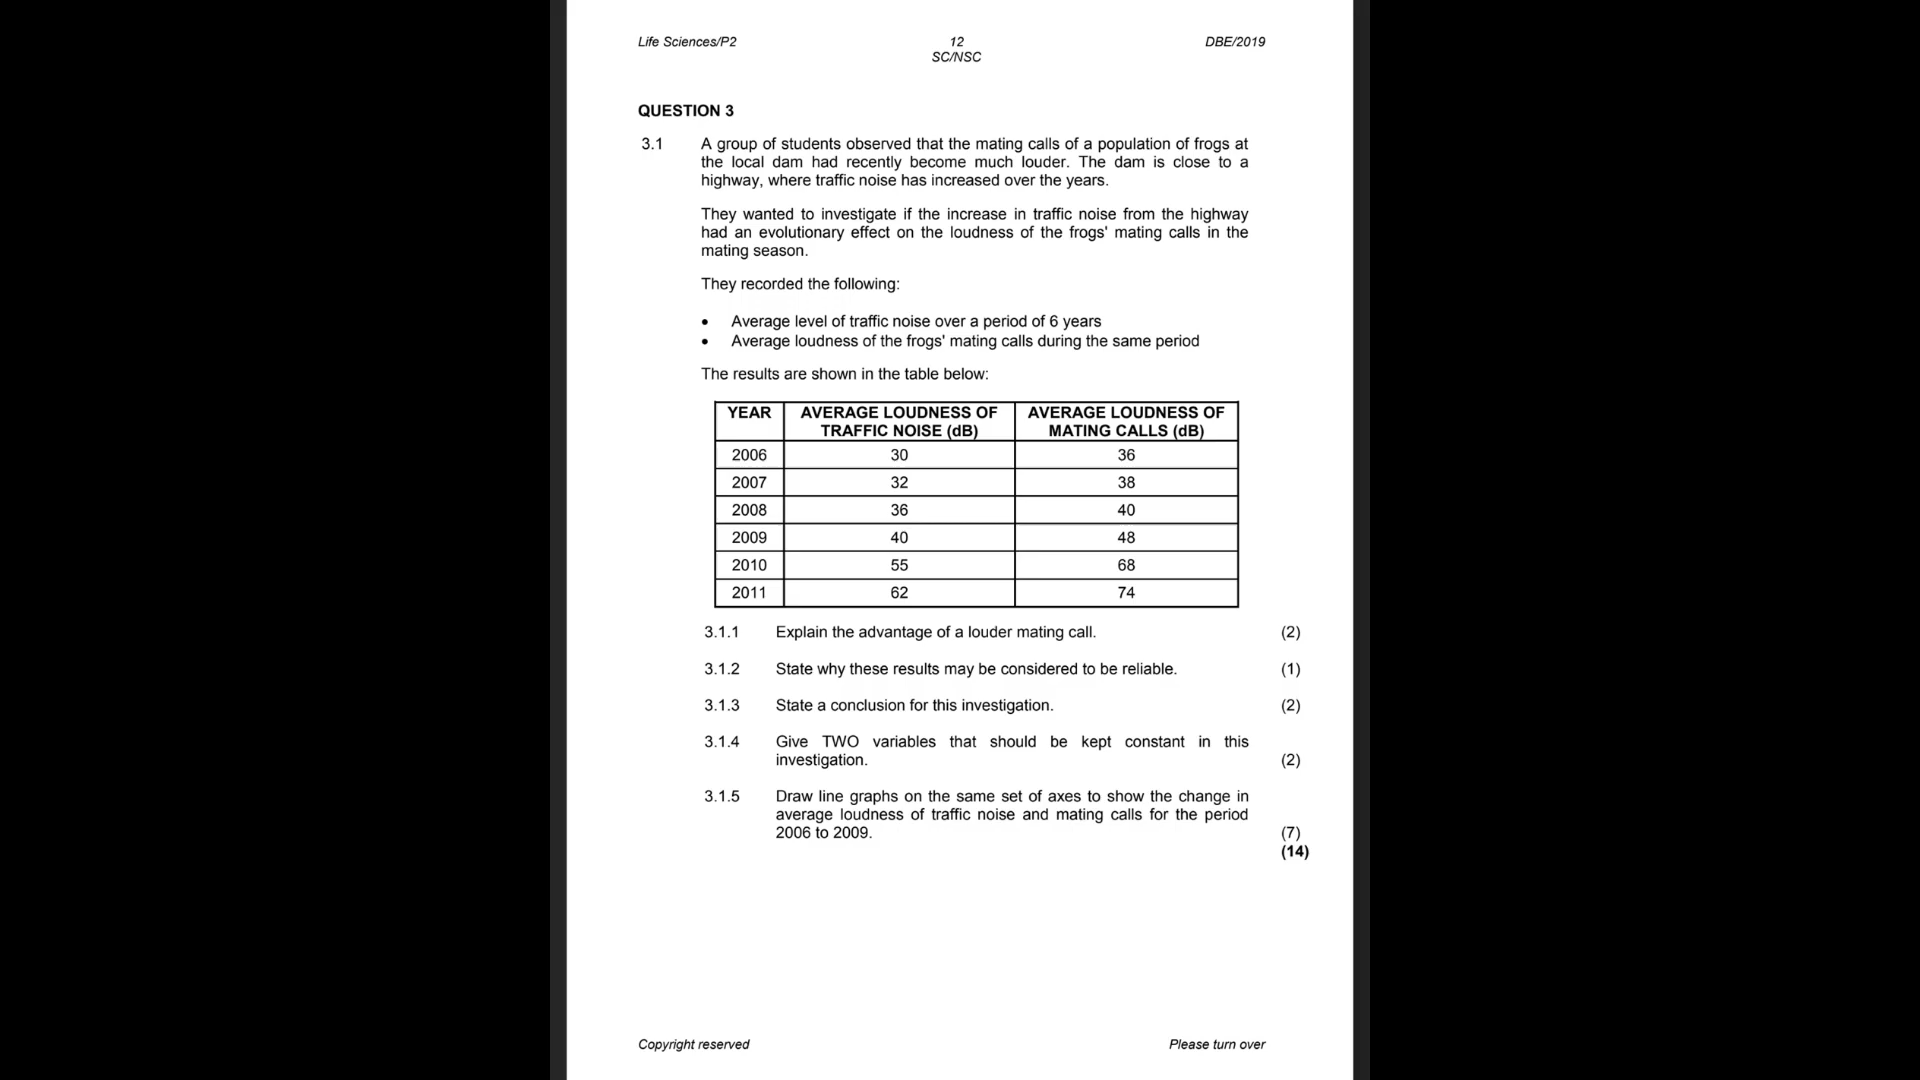 Life Sciences/P2 12 DBE/2019
SC/NSC
QUESTION 3
3.1 A group of students observed that the mating calls of a population of frogs at
the local dam had recently become much louder. The dam is close to a
highway, where traffic noise has increased over the years.
They wanted to investigate if the increase in traffic noise from the highway
had an evolutionary effect on the loudness of the frogs' mating calls in the
mating season.
They recorded the following:
• Average level of traffic noise over a period of 6 years
• Average loudness of the frogs' mating calls during the same period
The results are shown in the table below:
YEAR AVERAGE LOUDNESS OF AVERAGE LOUDNESS OF
TRAFFIC NOISE (dB) MATING CALLS (dB)
2006 30 36
2007 32 38
2008 36 40
2009 40 48
2010 55 68
2011 62 74
3.1.1 Explain the advantage of a louder mating call. (2)
3.1.2 State why these results may be considered to be reliable. (1)
3.1.3 State a conclusion for this investigation. (2)
3.1.4 Give TWO variables that should be kept constant in this
investigation. (2)
3.1.5 Draw line graphs on the same set of axes to show the change in
average loudness of traffic noise and mating calls for the period
2006 to 2009. (7)
(14)
Copyright reserved Please turn over